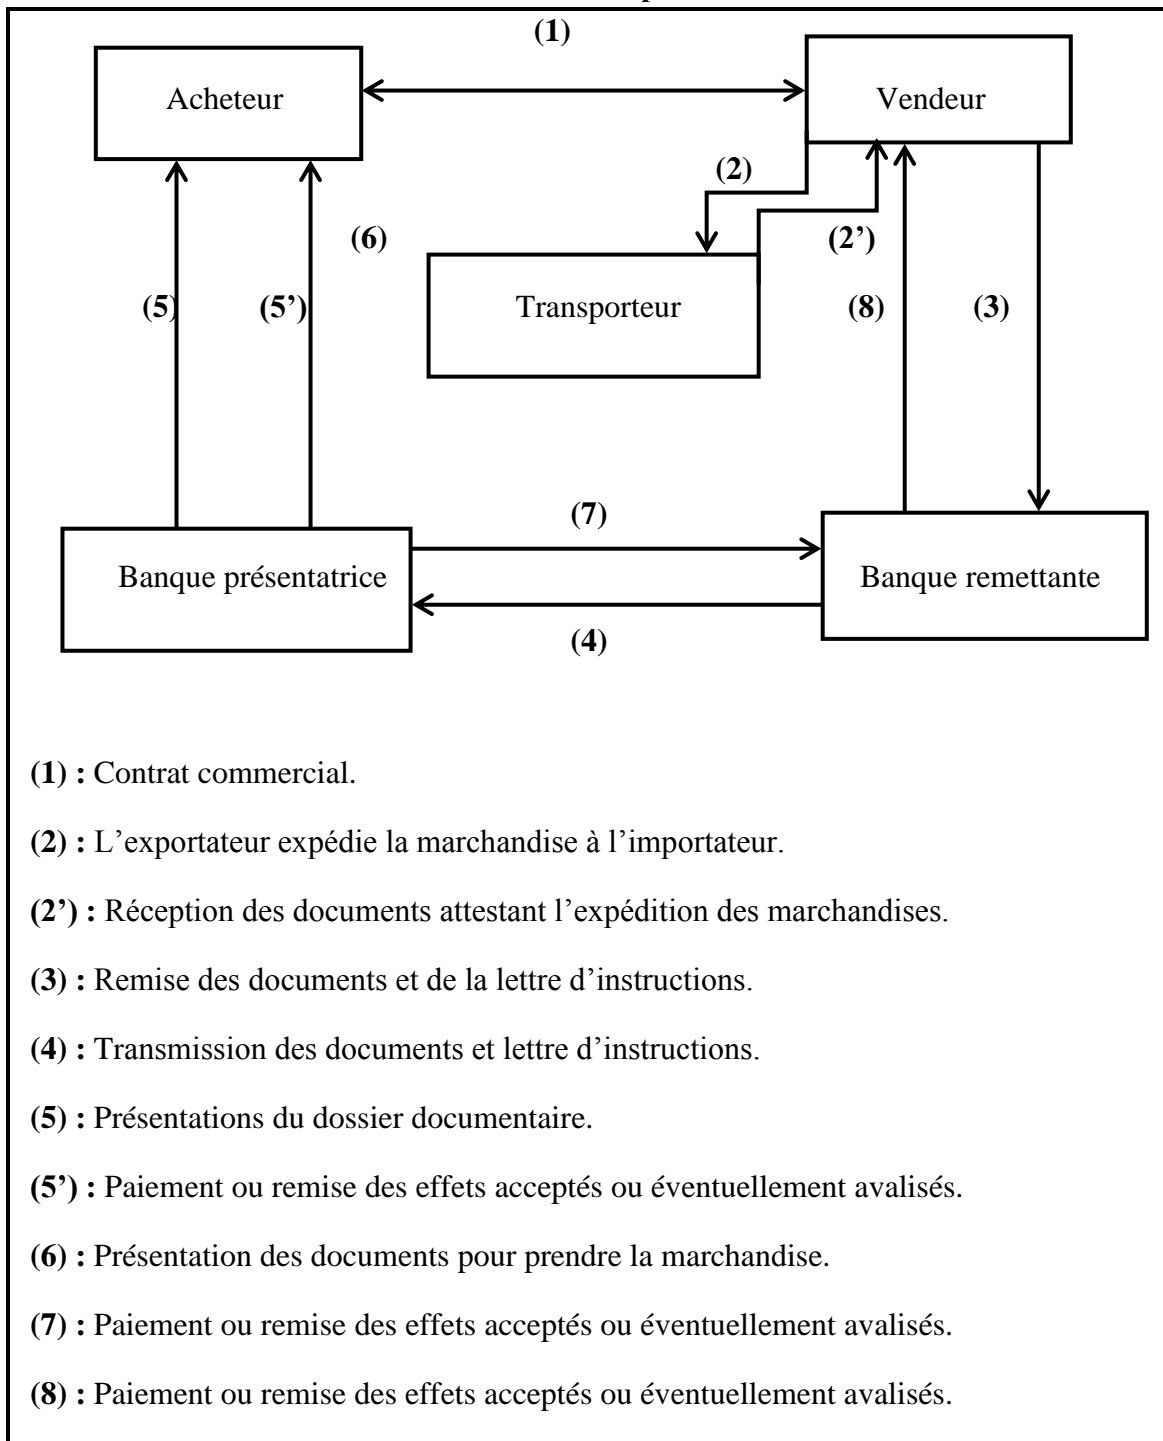 (1)
Acheteur
Vendeur
(2)
(6)
(2’)
(5)
(5’)
Transporteur
(8)
(3)
(7)
Banque présentatrice
Banque remettante
(4)
(1) : Contrat commercial.
(2) : L’exportateur expédie la marchandise à l’importateur.
(2’) : Réception des documents attestant l’expédition des marchandises.
(3) : Remise des documents et de la lettre d’instructions.
(4) : Transmission des documents et lettre d’instructions.
(5) : Présentations du dossier documentaire.
(5’) : Paiement ou remise des effets acceptés ou éventuellement avalisés.
(6) : Présentation des documents pour prendre la marchandise.
(7) : Paiement ou remise des effets acceptés ou éventuellement avalisés.
(8) : Paiement ou remise des effets acceptés ou éventuellement avalisés.